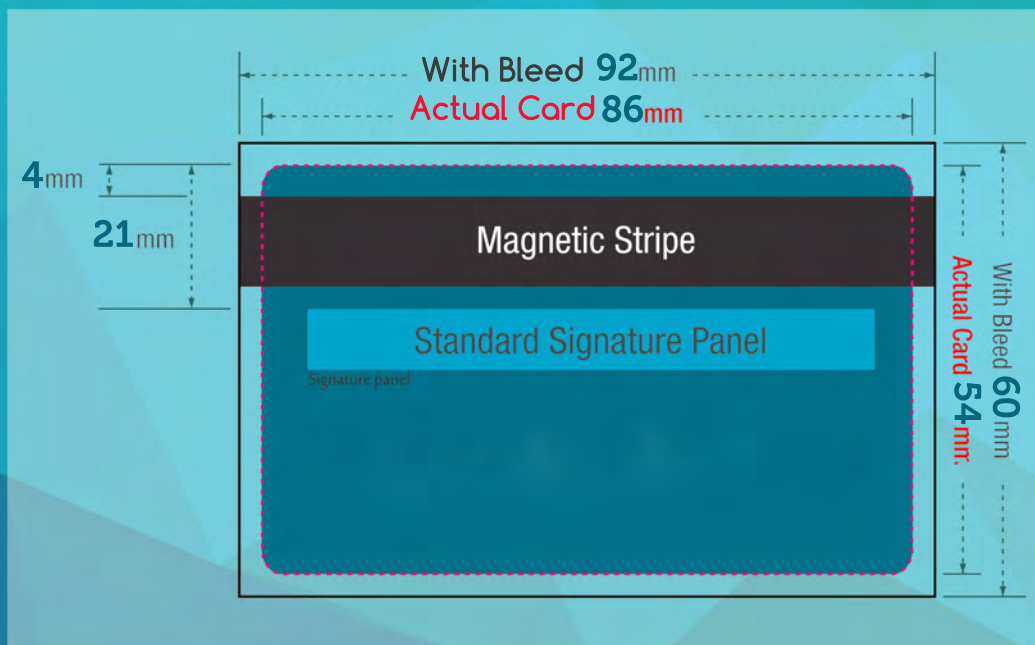 With Bleed 92mm
Actual Card 86mm
4mm
21mm
Magnetic Stripe
Standard Signature Panel
Signature panel
With Bleed 60mm
Actual Card 54mm